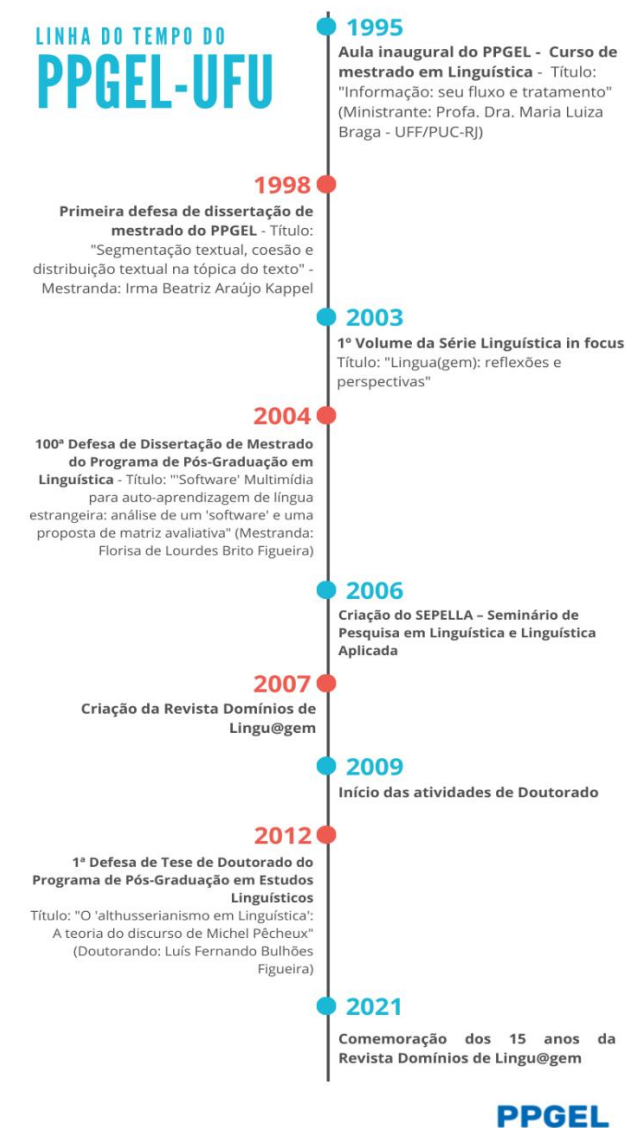 LINHA DO TEMPO DO
PPGEL-UFU
1995
Aula inaugural do PPGEL - Curso de
mestrado em Linguística - Título:
"Informação: seu fluxo e tratamento"
(Ministrante: Profa. Dra. Maria Luiza
Braga - UFF/PUC-RJ)
1998
Primeira defesa de dissertação de
mestrado do PPGEL - Título:
"Segmentação textual, coesão e
distribuição textual na tópica do texto" -
Mestranda: Irma Beatriz Araújo Kappel
2003
1º Volume da Série Linguística in focus
Título: "Lingua(gem): reflexões e
perspectivas"
2004
100ª Defesa de Dissertação de Mestrado
do Programa de Pós-Graduação em
Linguística - Título: "'Software' Multimídia
para auto-aprendizagem de língua
estrangeira: análise de um 'software' e uma
proposta de matriz avaliativa" (Mestranda:
Florisa de Lourdes Brito Figueira)
2006
Criação do SEPELLA – Seminário de
Pesquisa em Linguística e Linguística
Aplicada
2007
Criação da Revista Domínios de
Lingu@gem
2009
Início das atividades de Doutorado
2012
1ª Defesa de Tese de Doutorado do
Programa de Pós-Graduação em Estudos
Linguísticos
Título: "O 'althusserianismo em Linguística':
A teoria do discurso de Michel Pêcheux"
(Doutorando: Luís Fernando Bulhões
Figueira)
2021
Comemoração dos 15 anos da
Revista Domínios de Lingu@gem
PPGEL